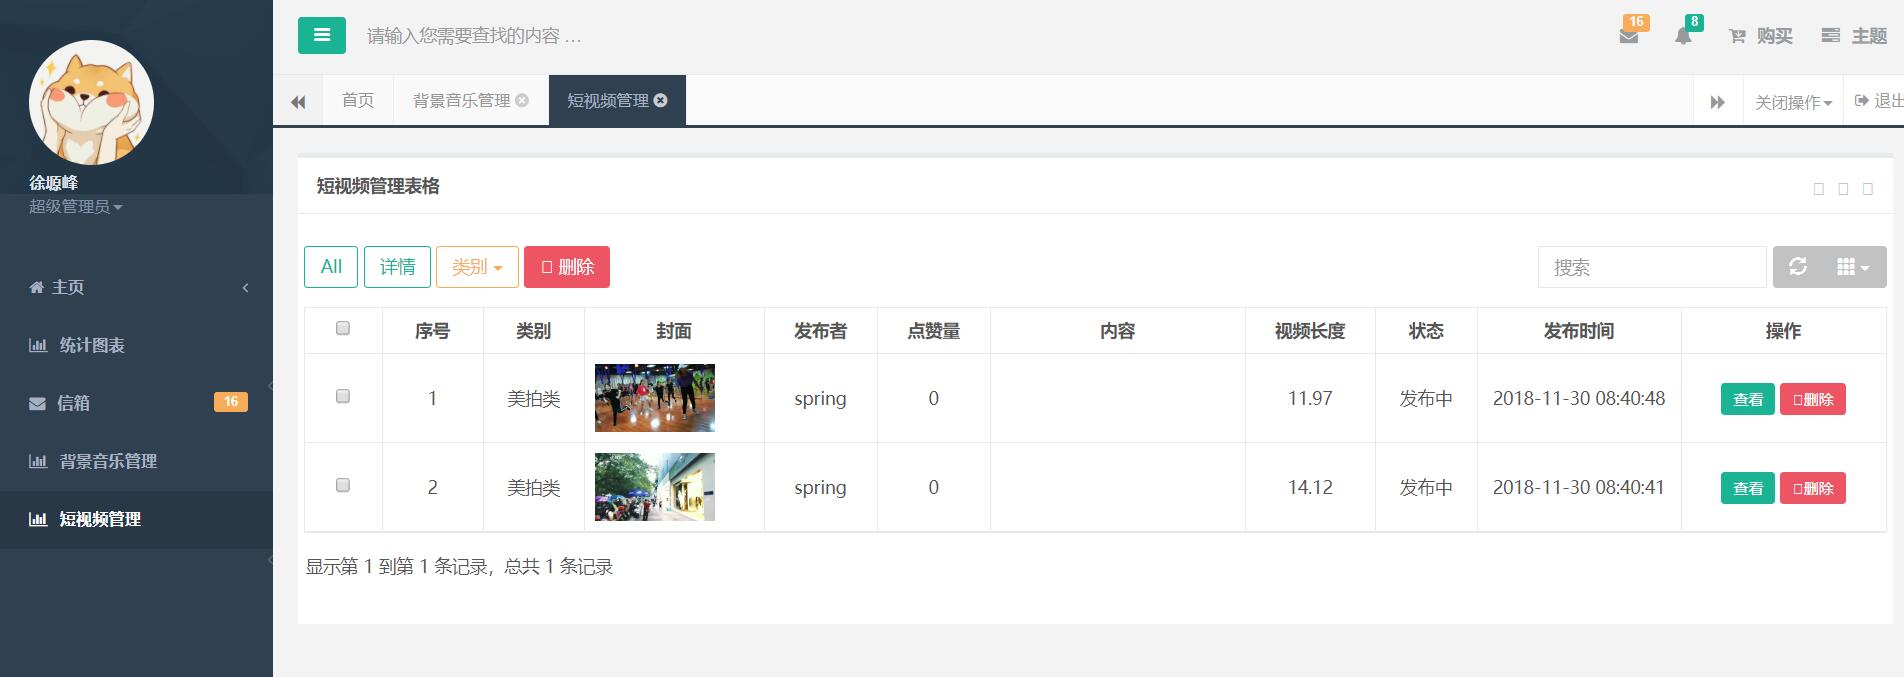 徐塬峰
超级管理员
主页
统计图表
信箱 16
背景音乐管理
短视频管理
请输入您需要查找的内容 …
16
8
购买
主题
首页
背景音乐管理
短视频管理
关闭操作
退出
短视频管理表格
All 详情 类别 删除
搜索
序号 类别 封面 发布者 点赞量 内容 视频长度 状态 发布时间 操作
1 美拍类 spring 0 11.97 发布中 2018-11-30 08:40:48 查看 删除
2 美拍类 spring 0 14.12 发布中 2018-11-30 08:40:41 查看 删除
显示第 1 到第 1 条记录，总共 1 条记录